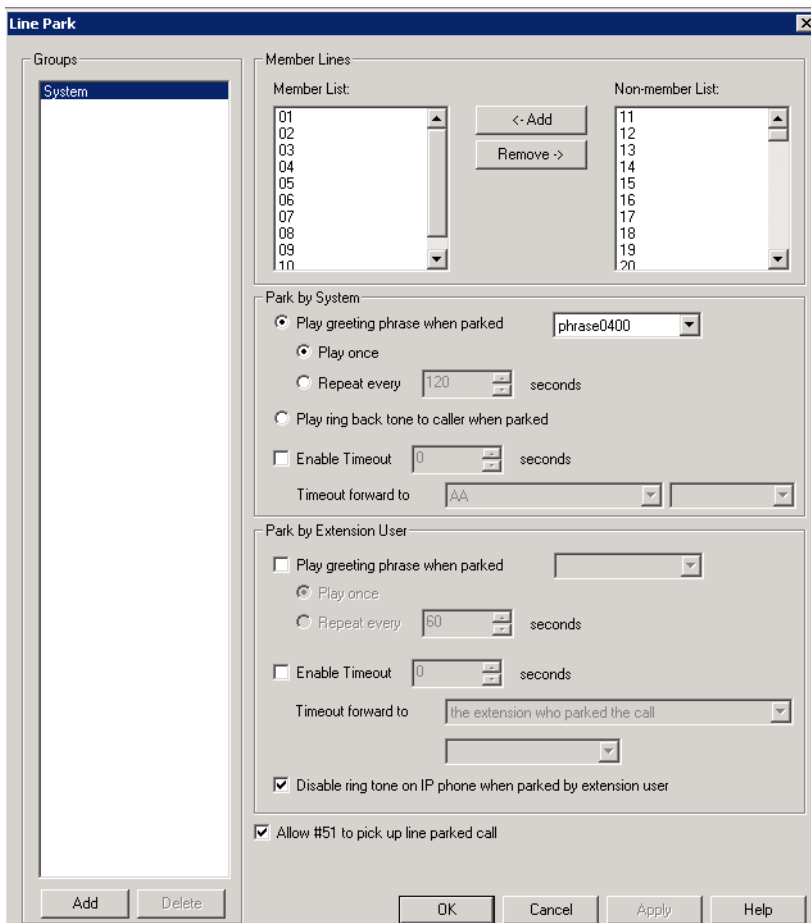 Line Park
Groups
System
Add
Delete
Member Lines
Member List:
01
02
03
04
05
06
07
08
09
10
<- Add
Remove ->
Non-member List:
11
12
13
14
15
16
17
18
19
20
Park by System
Play greeting phrase when parked phrase0400
Play once
Repeat every 120 seconds
Play ring back tone to caller when parked
Enable Timeout 0 seconds
Timeout forward to AA
Park by Extension User
Play greeting phrase when parked
Play once
Repeat every 60 seconds
Enable Timeout 0 seconds
Timeout forward to the extension who parked the call
Disable ring tone on IP phone when parked by extension user
Allow #51 to pick up line parked call
OK Cancel Apply Help